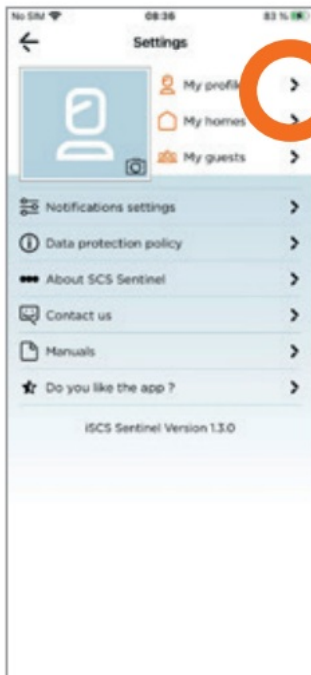 No SIM 08:36 83 %
Settings
My profile
My homes
My guests
Notifications settings
Data protection policy
About SCS Sentinel
Contact us
Manuals
Do you like the app ?
iSCS Sentinel Version 1.3.0